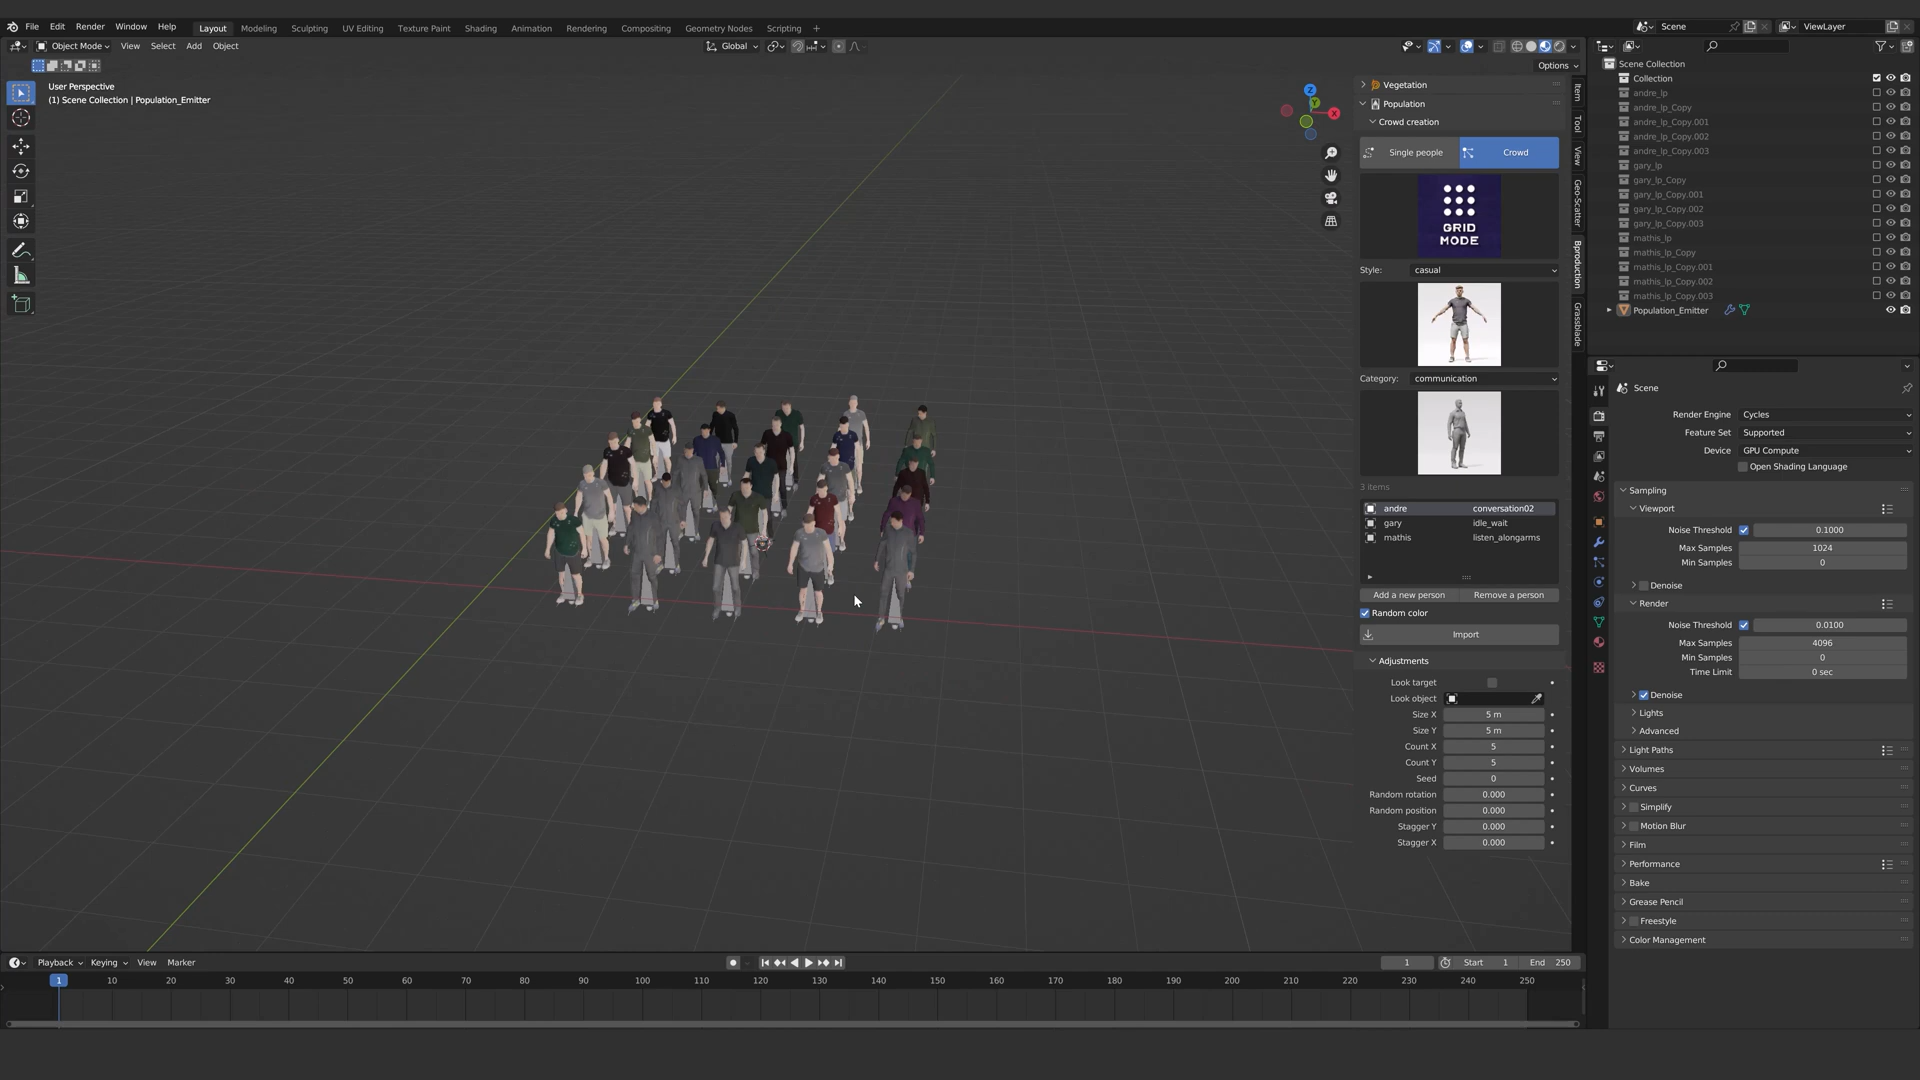 File Edit Render Window Help Layout Modeling Sculpting UV Editing Texture Paint Shading Animation Rendering Compositing Geometry Nodes Scripting + Scene ViewLayer
Object Mode View Select Add Object Global
Options
User Perspective
(1) Scene Collection | Population_Emitter
Z
Y
X
Vegetation
Population
Crowd creation
Single people Crowd
GRID
MODE
Style: casual
Category: communication
3 items
andre conversation02
gary idle_wait
mathis listen_alongarms
Add a new person Remove a person
Random color
Import
Adjustments
Look target
Look object
Size X 5 m
Size Y 5 m
Count X 5
Count Y 5
Seed 0
Random rotation 0.000
Random position 0.000
Stagger Y 0.000
Stagger X 0.000
Item
Tool
View
Geo-Scatter
Bproduction
Grassblade
Scene Collection
Collection
andre_lp
andre_lp_Copy
andre_lp_Copy.001
andre_lp_Copy.002
andre_lp_Copy.003
gary_lp
gary_lp_Copy
gary_lp_Copy.001
gary_lp_Copy.002
gary_lp_Copy.003
mathis_lp
mathis_lp_Copy
mathis_lp_Copy.001
mathis_lp_Copy.002
mathis_lp_Copy.003
Population_Emitter
Scene
Render Engine Cycles
Feature Set Supported
Device GPU Compute
Open Shading Language
Sampling
Viewport
Noise Threshold 0.1000
Max Samples 1024
Min Samples 0
Denoise
Render
Noise Threshold 0.0100
Max Samples 4096
Min Samples 0
Time Limit 0 sec
Denoise
Lights
Advanced
Light Paths
Volumes
Curves
Simplify
Motion Blur
Film
Performance
Bake
Grease Pencil
Freestyle
Color Management
Playback Keying View Marker 1 Start 1 End 250
1 10 20 30 40 50 60 70 80 90 100 110 120 130 140 150 160 170 180 190 200 210 220 230 240 250